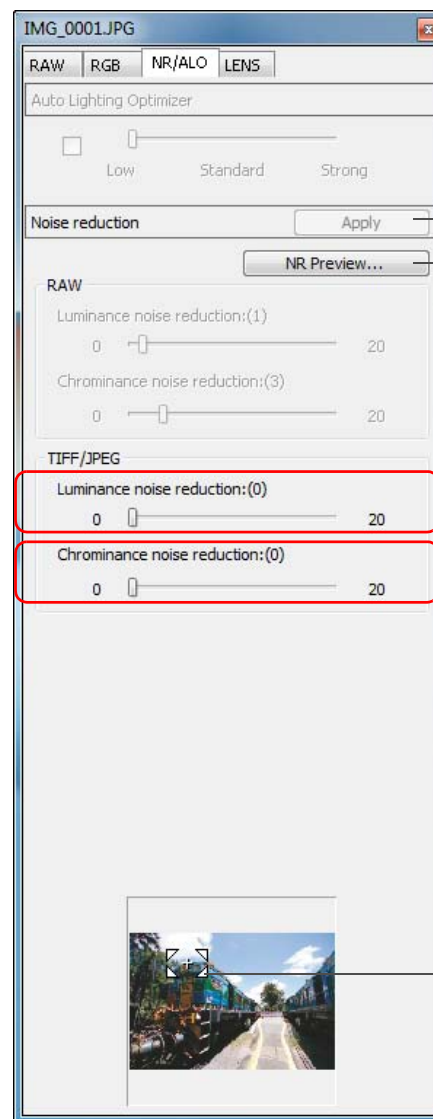 IMG_0001.JPG
RAW RGB NR/ALO LENS
Auto Lighting Optimizer
Low Standard Strong
Noise reduction Apply
NR Preview...
RAW
Luminance noise reduction:(1)
0 20
Chrominance noise reduction:(3)
0 20
TIFF/JPEG
Luminance noise reduction:(0)
0 20
Chrominance noise reduction:(0)
0 20